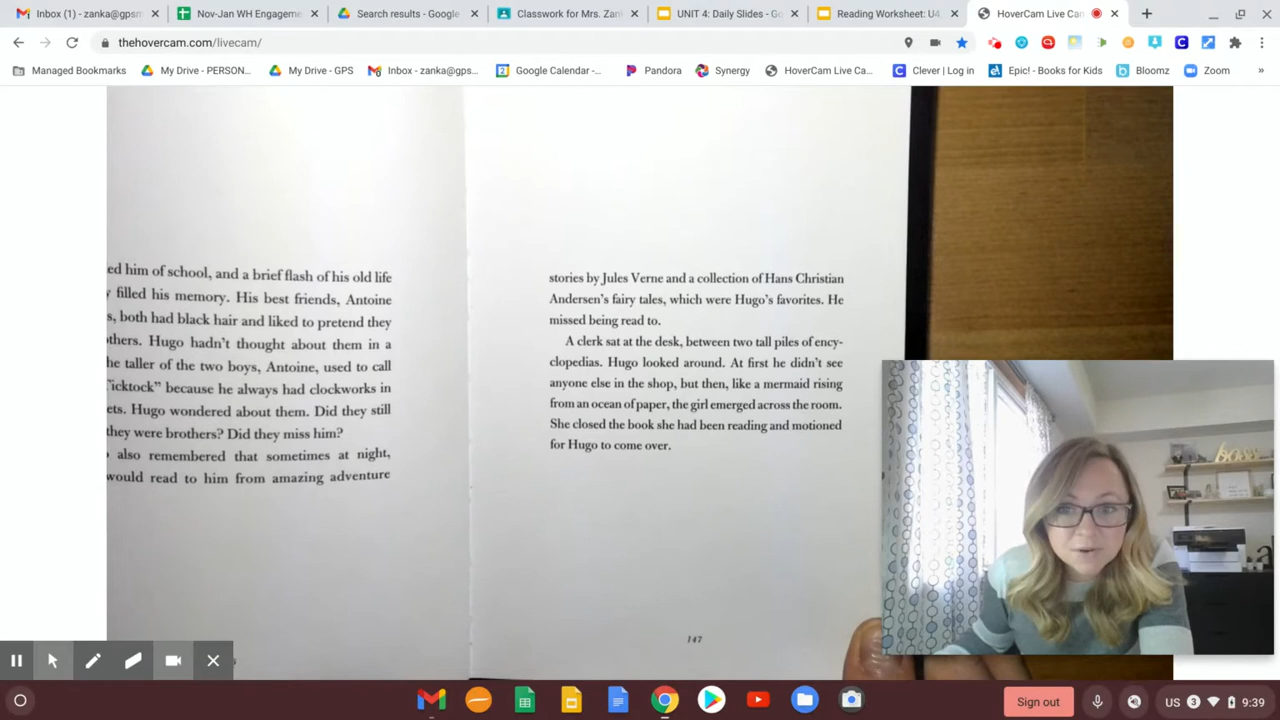 Inbox (1) - zanka@gpsm
Nov-Jan WH Engageme
Search results - Google
Classwork for Mrs. Zan
UNIT 4: Daily Slides - Go
Reading Worksheet: U4
HoverCam Live Can
thehovercam.com/livecam/
Managed Bookmarks
My Drive - PERSON...
My Drive - GPS
Inbox - zanka@gps...
Google Calendar -...
Pandora
Synergy
HoverCam Live Ca...
Clever | Log in
Epic! - Books for Kids
Bloomz
Zoom
»
ed him of school, and a brief flash of his old life
filled his memory. His best friends, Antoine
s, both had black hair and liked to pretend they
thers. Hugo hadn't thought about them in a
he taller of the two boys, Antoine, used to call
icktock" because he always had clockworks in
ets. Hugo wondered about them. Did they still
they were brothers? Did they miss him?
also remembered that sometimes at night,
would read to him from amazing adventure
stories by Jules Verne and a collection of Hans Christian
Andersen's fairy tales, which were Hugo's favorites. He
missed being read to.
A clerk sat at the desk, between two tall piles of ency-
clopedias. Hugo looked around. At first he didn't see
anyone else in the shop, but then, like a mermaid rising
from an ocean of paper, the girl emerged across the room.
She closed the book she had been reading and motioned
for Hugo to come over.
147
Sign out
US
3
9:39